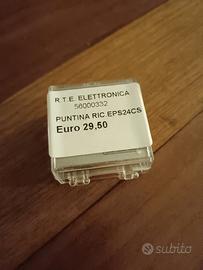 R.T.E. ELETTRONICA
56000332
PUNTINA RIC.EPS24CS
Euro 29,50
subito